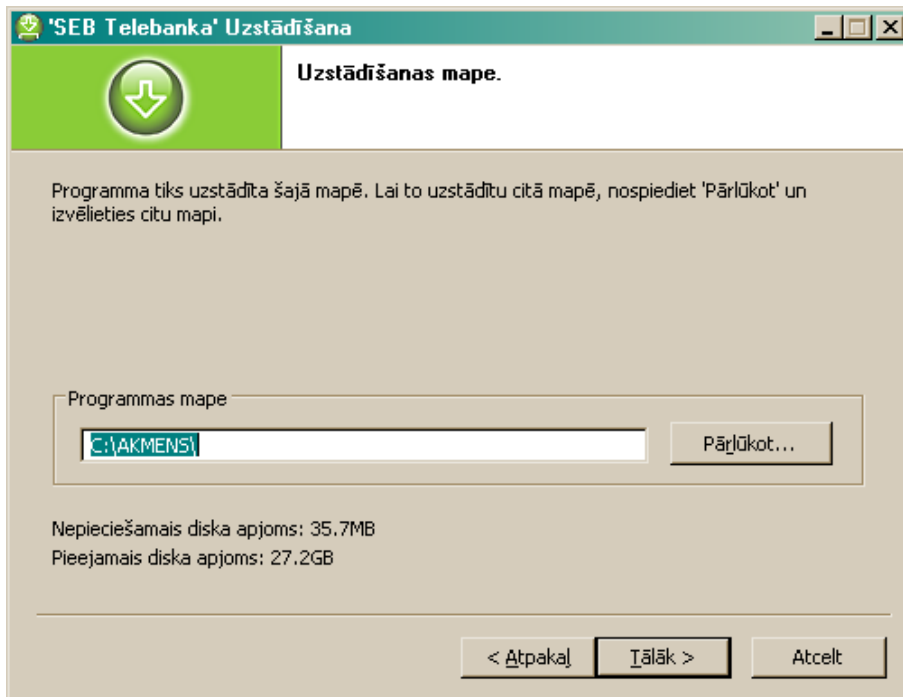 'SEB Telebanka' Uzstādīšana
Uzstādīšanas mape.
Programma tiks uzstādīta šajā mapē. Lai to uzstādītu citā mapē, nospiediet 'Pārlūkot' un
izvēlieties citu mapi.
Programmas mape
C:\AKMENS\
Pārlūkot...
Nepieciešamais diska apjoms: 35.7MB
Pieejamais diska apjoms: 27.2GB
< Atpakaļ
Tālāk >
Atcelt